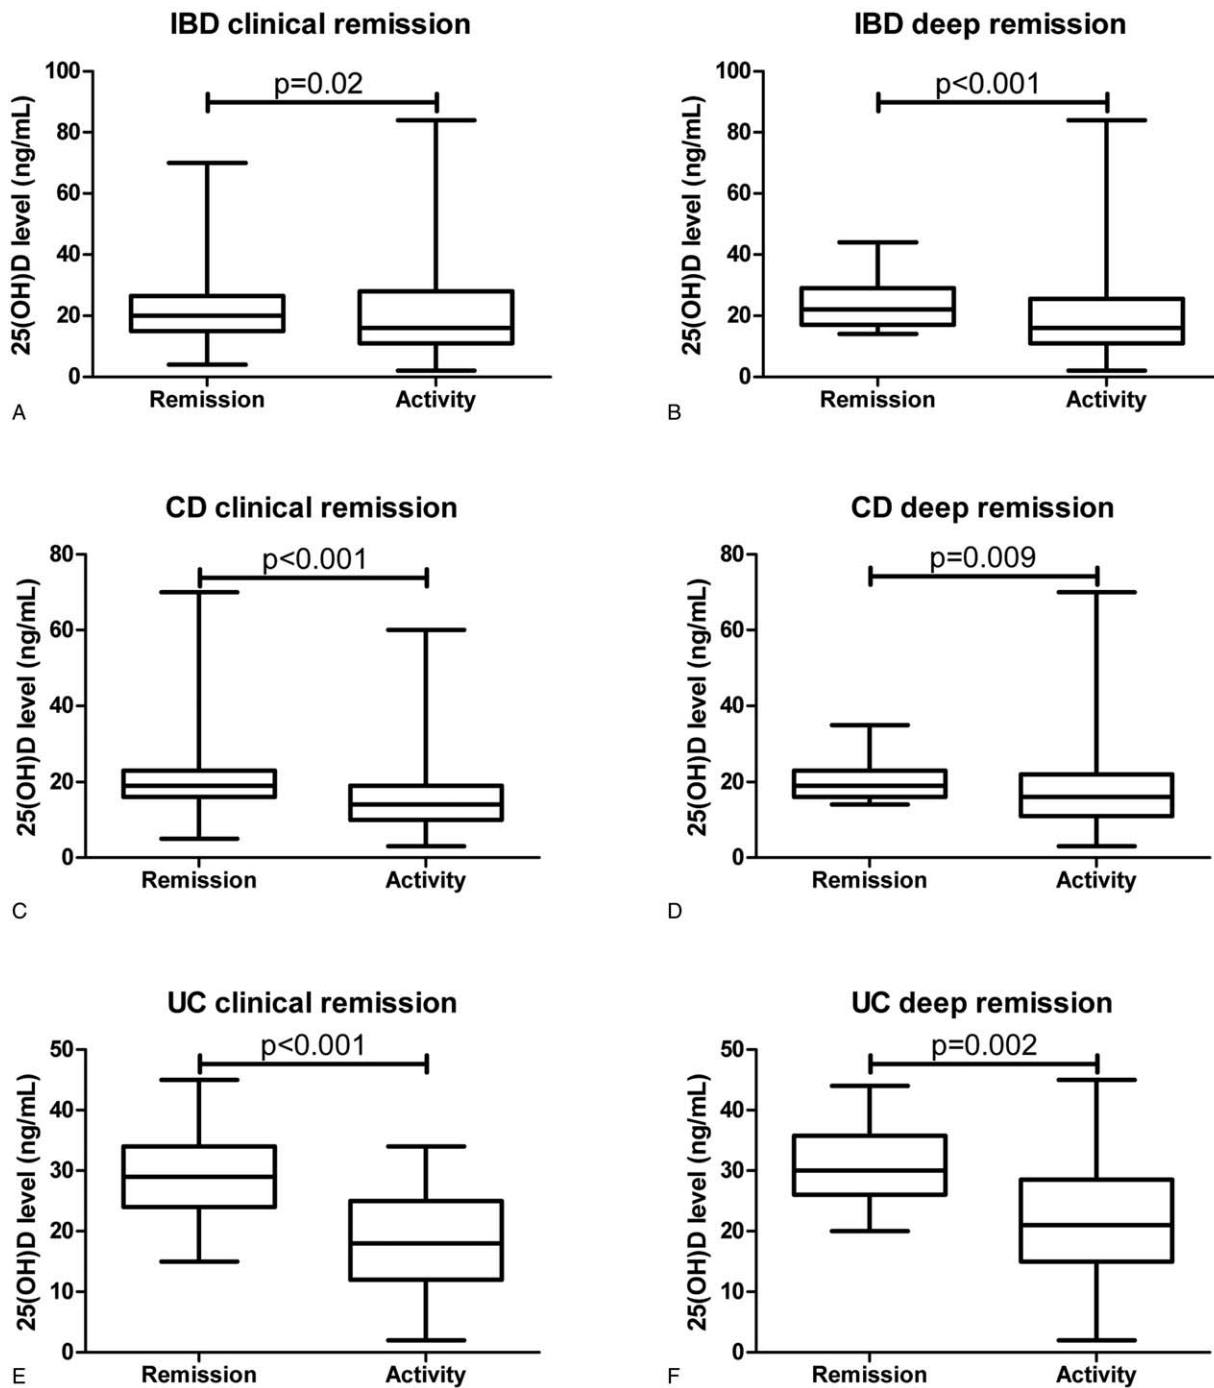 IBD clinical remission
p=0.02
25(OH)D level (ng/mL)
100
80
60
40
20
0
Remission
Activity
A
IBD deep remission
p<0.001
25(OH)D level (ng/mL)
100
80
60
40
20
0
Remission
Activity
B
CD clinical remission
p<0.001
25(OH)D level (ng/mL)
80
60
40
20
0
Remission
Activity
C
CD deep remission
p=0.009
25(OH)D level (ng/mL)
80
60
40
20
0
Remission
Activity
D
UC clinical remission
p<0.001
25(OH)D level (ng/mL)
50
40
30
20
10
0
Remission
Activity
E
UC deep remission
p=0.002
25(OH)D level (ng/mL)
50
40
30
20
10
0
Remission
Activity
F